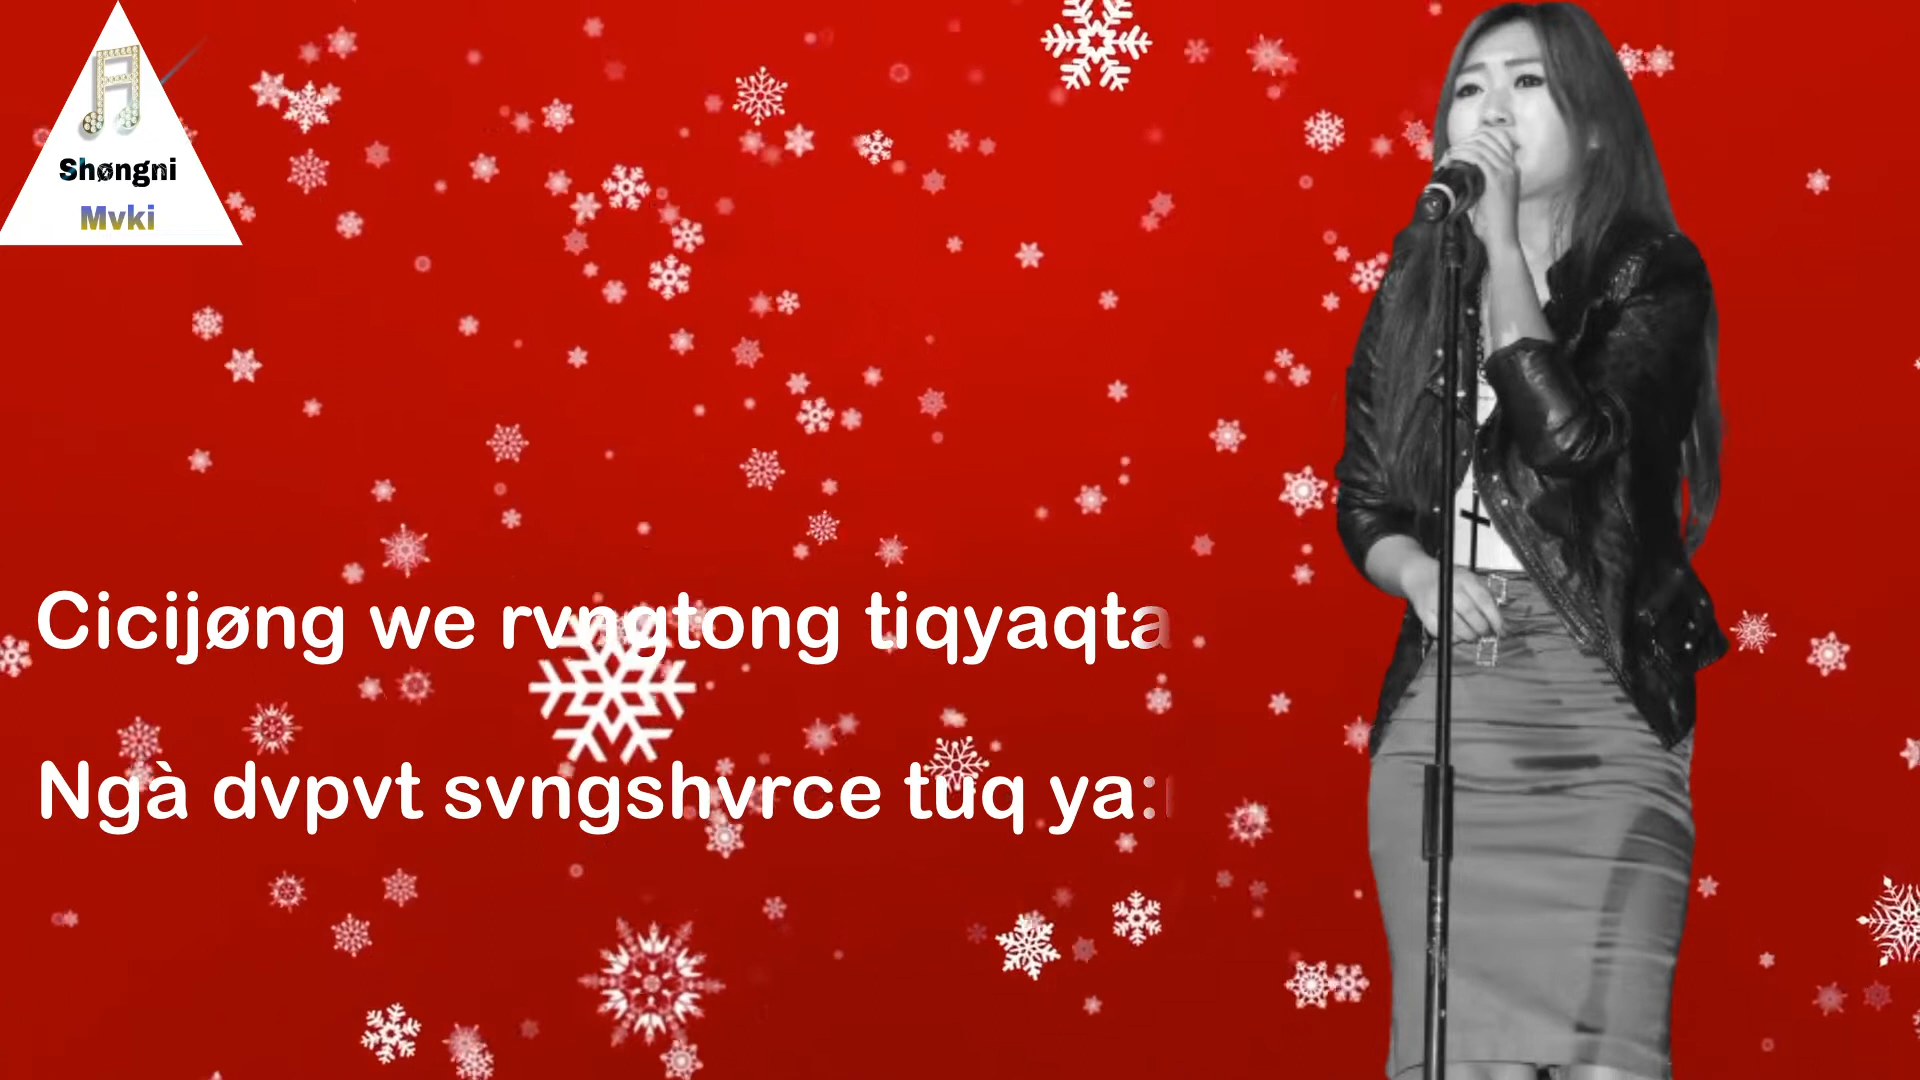 Shøngni
Mvki
Cicijøng we rvngtong tiqyaqta
Ngà dvpvt svngshvrce tuq ya: